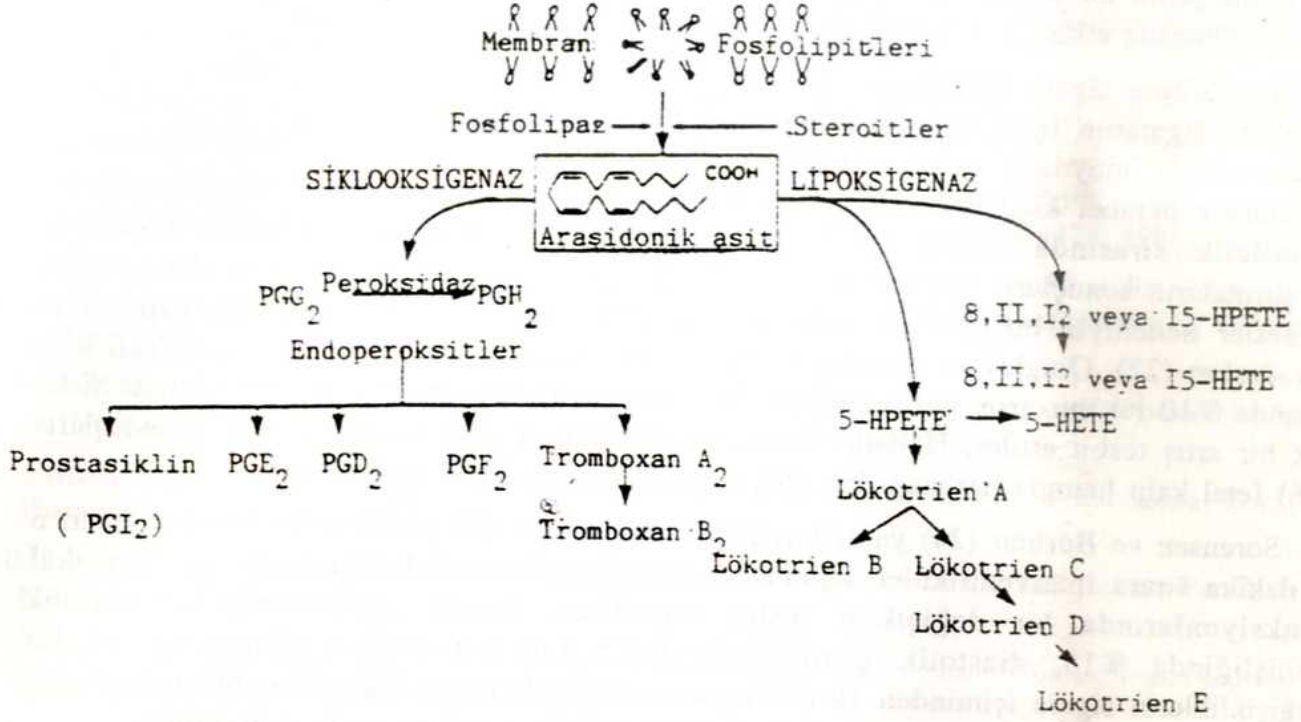 Membran Fosfolipitleri
Fosfolipaz Steroitler
SİKLOOKSİGENAZ COOH LİPOKSİGENAZ
Araşidonik asit
PGG2 Peroksidaz PGH2
Endoperoksitler
8,II,I2 veya I5-HPETE
8,II,I2 veya I5-HETE
5-HPETE 5-HETE
Prostasiklin PGE2 PGD2 PGF2 Tromboxan A2
(PGI2)
Tromboxan B2
Lökotrien A
Lökotrien B Lökotrien C
Lökotrien D
Lökotrien E